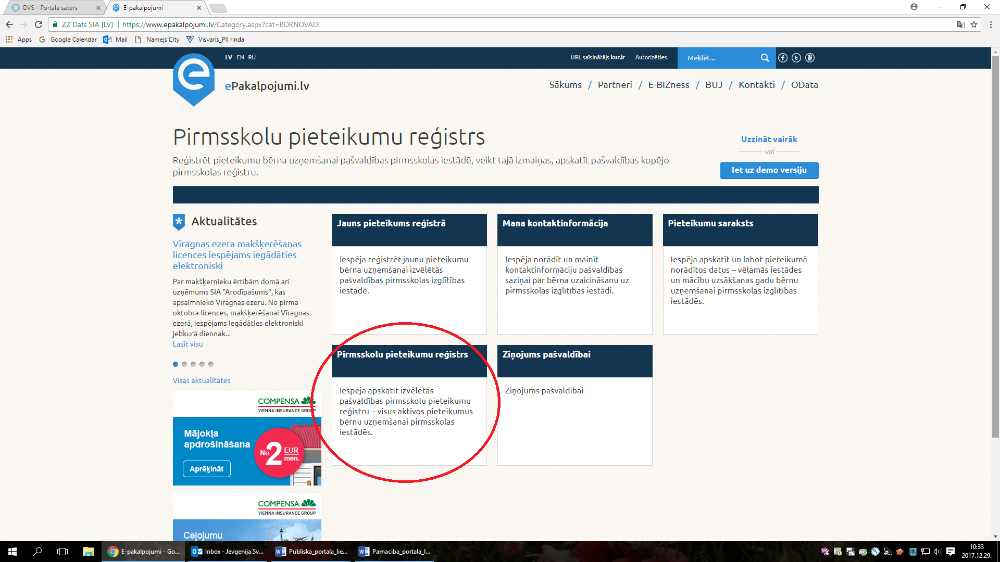 DVS - Portāla saturs
E-pakalpojumi
ZZ Dats SIA [LV]
https://www.epakalpojumi.lv/Category.aspx?cat=BDRNOVADI
Apps
Google Calendar
Mail
Namejs City
Visvaris_PII rinda
LV EN RU
URL saīsinātājs kur.ir
Autorizēties
Meklēt...
ePakalpojumi.lv
Sākums / Partneri / E-BIZness / BUJ / Kontakti / OData
Pirmsskolu pieteikumu reģistrs
Reģistrēt pieteikumu bērna uzņemšanai pašvaldības pirmsskolas iestādē, veikt tajā izmaiņas, apskatīt pašvaldības kopējo
pirmsskolas reģistru.
Uzzināt vairāk
vai
Iet uz demo versiju
Aktualitātes
Vīragnas ezera makšķerēšanas
licences iespējams iegādāties
elektroniski
Par makšķernieku ērtībām domā arī
uzņēmums SIA "Arodīpašums", kas
apsaimnieko Vīragnas ezeru. No pirmā
oktobra licences, makšķerēšanai Vīragnas
ezerā, iespējams iegādāties elektroniski
jebkurā diennak...
Lasīt visu
Visas aktualitātes
COMPENSA
VIENNA INSURANCE GROUP
Mājokļa
apdrošināšana
No 2 EUR
mēn.
Aprēķināt
COMPENSA
VIENNA INSURANCE GROUP
Ceļojumu
Jauns pieteikums reģistrā
Iespēja reģistrēt jaunu pieteikumu
bērna uzņemšanai izvēlētās
pašvaldības pirmsskolas izglītības
iestādē.
Mana kontaktinformācija
Iespēja norādīt un mainīt
kontaktinformāciju pašvaldības
saziņai par bērna uzaicināšanu uz
pirmsskolas izglītības iestādi.
Pieteikumu saraksts
Iespēja apskatīt un labot pieteikumā
norādītos datus – vēlamās iestādes
un mācību uzsākšanas gadu bērnu
uzņemšanai pirmsskolas izglītības
iestādēs.
Pirmsskolu pieteikumu reģistrs
Iespēja apskatīt izvēlētās
pašvaldības pirmsskolu pieteikumu
reģistru – visus aktīvos pieteikumus
bērnu uzņemšanai pirmsskolas
iestādēs.
Ziņojums pašvaldībai
Ziņojums pašvaldībai
E-pakalpojumi - Go...
Inbox - Jevgenija.Sv...
Publiska_portala_lie...
Pamaciba_portala_l...
10:33
2017.12.29.